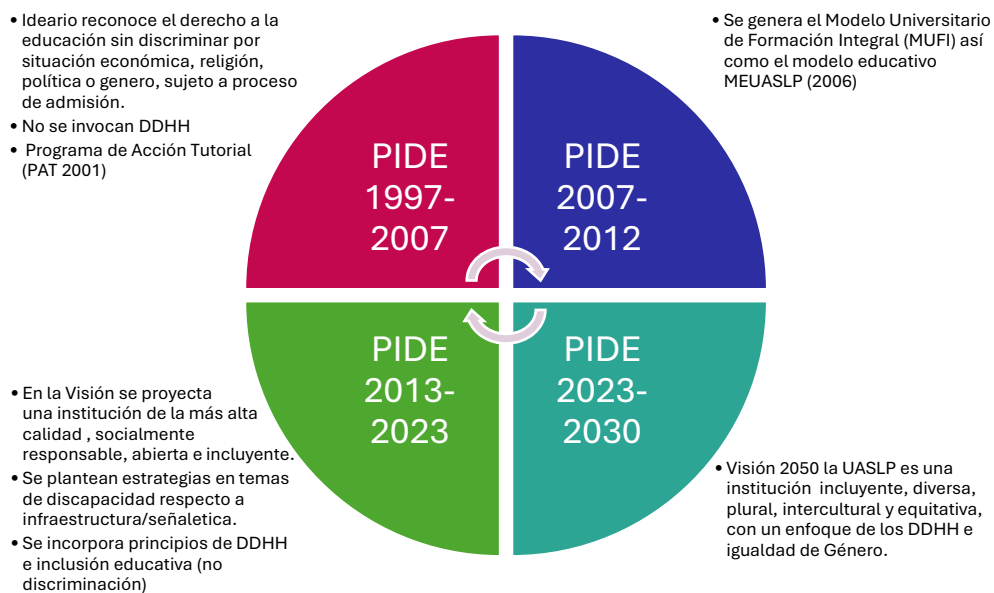 • Ideario reconoce el derecho a la
educación sin discriminar por
situación económica, religión,
política o genero, sujeto a proceso
de admisión.
• No se invocan DDHH
• Programa de Acción Tutorial
(PAT 2001)
PIDE
1997-
2007
• Se genera el Modelo Universitario
de Formación Integral (MUFI) así
como el modelo educativo
MEUASLP (2006)
PIDE
2007-
2012
• En la Visión se proyecta
una institución de la más alta
calidad , socialmente
responsable, abierta e incluyente.
• Se plantean estrategias en temas
de discapacidad respecto a
infraestructura/señaletica.
• Se incorpora principios de DDHH
e inclusión educativa (no
discriminación)
PIDE
2013-
2023
PIDE
2023-
2030
• Visión 2050 la UASLP es una
institución incluyente, diversa,
plural, intercultural y equitativa,
con un enfoque de los DDHH e
igualdad de Género.